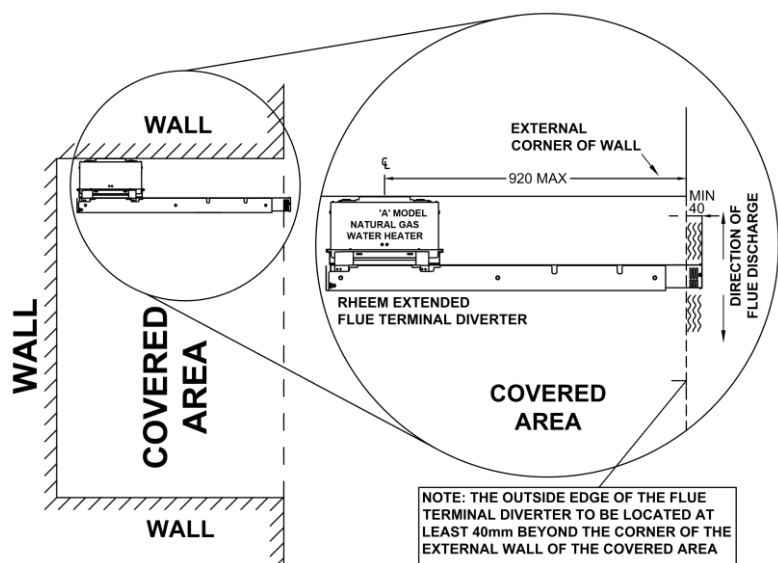 WALL
WALL
COVERED
AREA
WALL
EXTERNAL
CORNER OF WALL
℄
920 MAX
MIN
40
'A' MODEL
NATURAL GAS
WATER HEATER
DIRECTION OF
FLUE DISCHARGE
RHEEM EXTENDED
FLUE TERMINAL DIVERTER
COVERED
AREA
NOTE: THE OUTSIDE EDGE OF THE FLUE
TERMINAL DIVERTER TO BE LOCATED AT
LEAST 40mm BEYOND THE CORNER OF THE
EXTERNAL WALL OF THE COVERED AREA